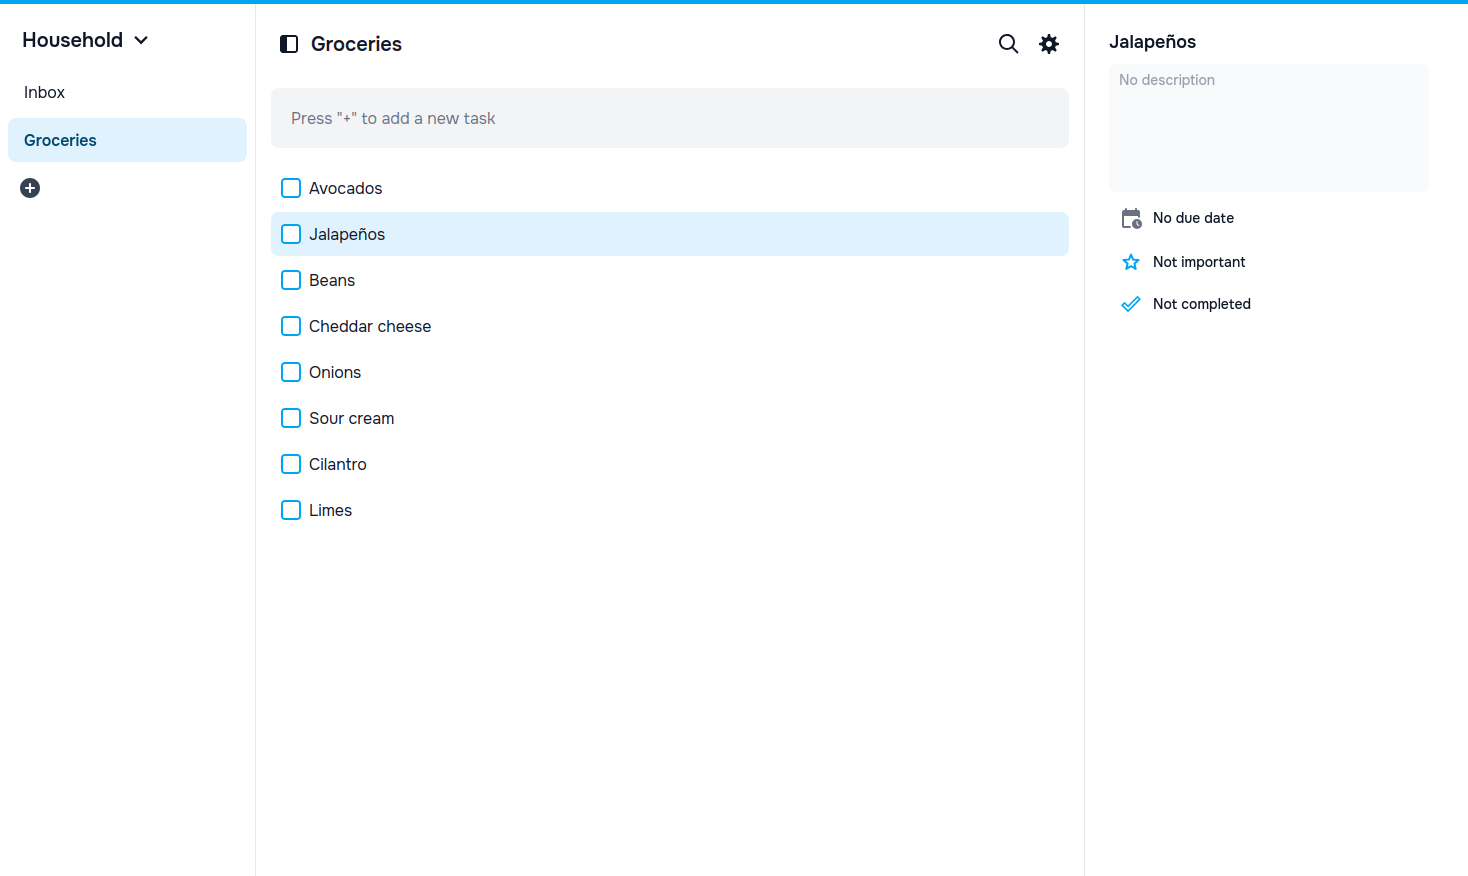 Household
Inbox
Groceries
Groceries
Press "+" to add a new task
Avocados
Jalapeños
Beans
Cheddar cheese
Onions
Sour cream
Cilantro
Limes
Jalapeños
No description
No due date
Not important
Not completed